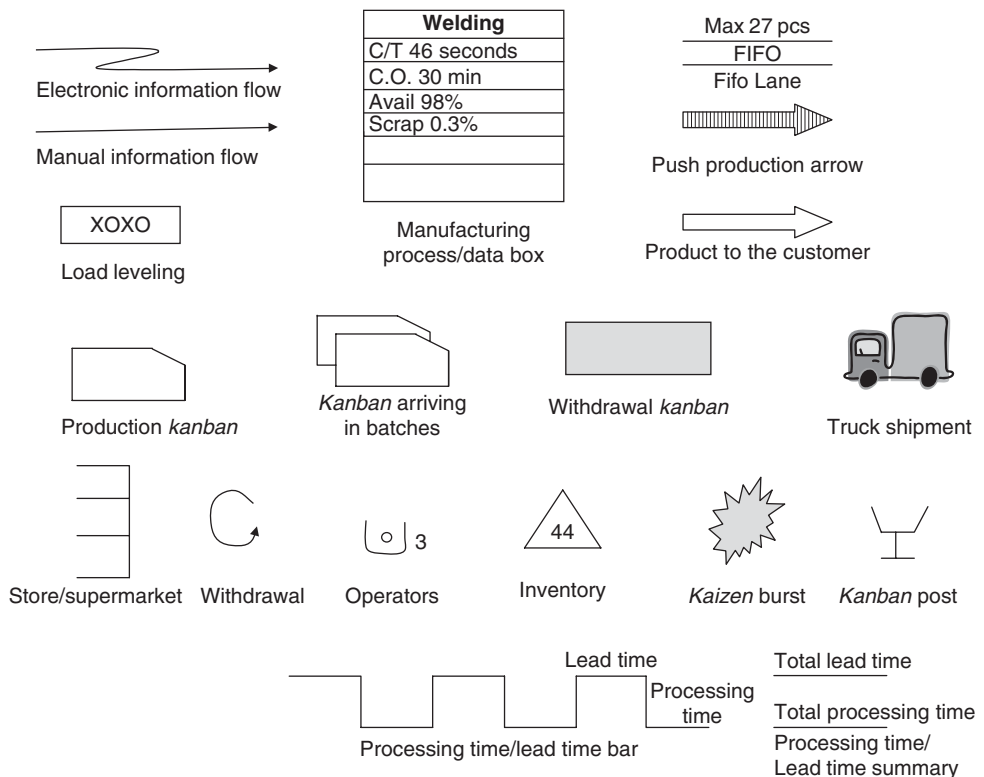 Electronic information flow
Manual information flow
XOXO
Load leveling
Welding
C/T 46 seconds
C.O. 30 min
Avail 98%
Scrap 0.3%
Manufacturing
process/data box
Max 27 pcs
FIFO
Fifo Lane
Push production arrow
Product to the customer
Production kanban
Kanban arriving
in batches
Withdrawal kanban
Truck shipment
Store/supermarket
Withdrawal
3
Operators
44
Inventory
Kaizen burst
Kanban post
Lead time
Processing
time
Processing time/lead time bar
Total lead time
Total processing time
Processing time/
Lead time summary